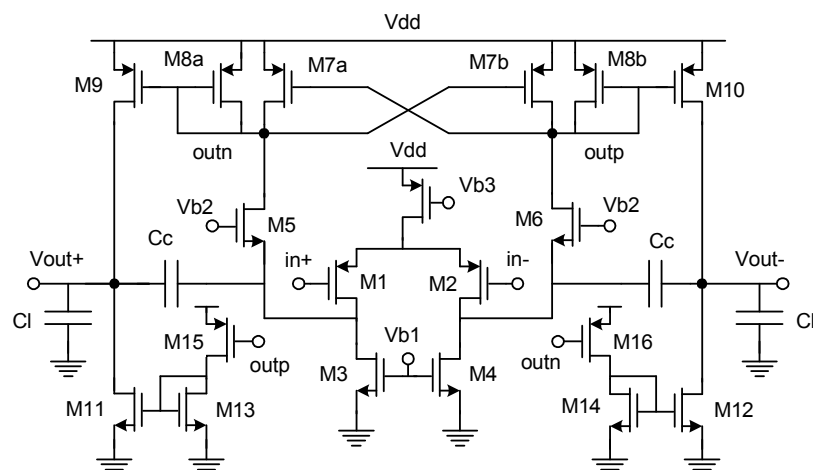 Vdd
M8a
M7a
M7b
M8b
M9
M10
outn
outp
Vdd
Vb3
Vb2
M5
M6
Vb2
Vout+
Cc
in+
M1
M2
in-
Cc
Vout-
Cl
M15
outp
Vb1
outn
M16
Cl
M11
M13
M3
M4
M14
M12